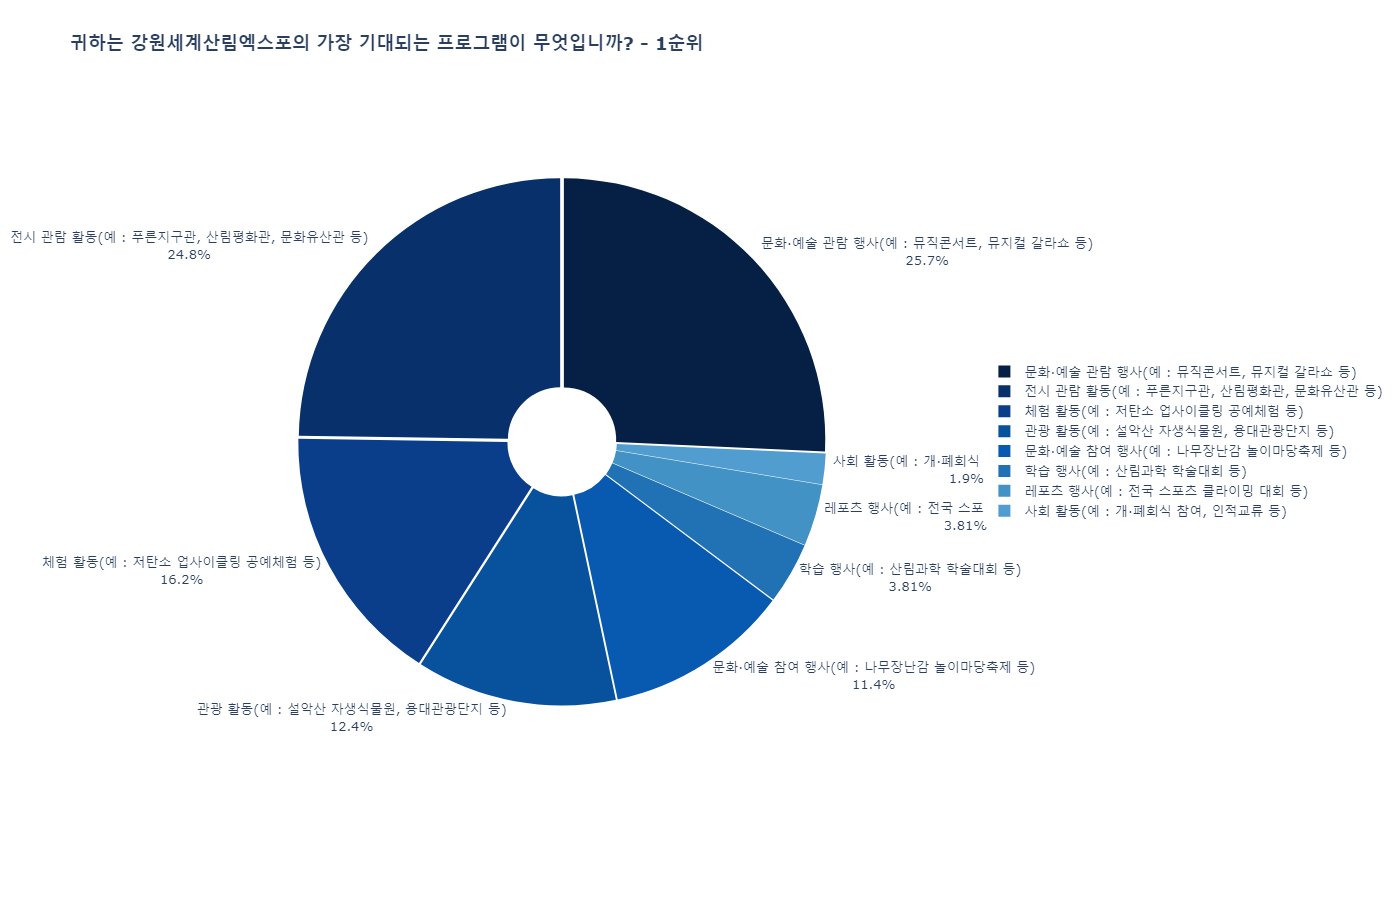 귀하는 강원세계산림엑스포의 가장 기대되는 프로그램이 무엇입니까? - 1순위
전시 관람 활동(예 : 푸른지구관, 산림평화관, 문화유산관 등)
24.8%
문화·예술 관람 행사(예 : 뮤직콘서트, 뮤지컬 갈라쇼 등)
25.7%
사회 활동(예 : 개·폐회식
1.9%
레포츠 행사(예 : 전국 스포
3.81%
학습 행사(예 : 산림과학 학술대회 등)
3.81%
체험 활동(예 : 저탄소 업사이클링 공예체험 등)
16.2%
문화·예술 참여 행사(예 : 나무장난감 놀이마당축제 등)
11.4%
관광 활동(예 : 설악산 자생식물원, 용대관광단지 등)
12.4%
문화·예술 관람 행사(예 : 뮤직콘서트, 뮤지컬 갈라쇼 등)
전시 관람 활동(예 : 푸른지구관, 산림평화관, 문화유산관 등)
체험 활동(예 : 저탄소 업사이클링 공예체험 등)
관광 활동(예 : 설악산 자생식물원, 용대관광단지 등)
문화·예술 참여 행사(예 : 나무장난감 놀이마당축제 등)
학습 행사(예 : 산림과학 학술대회 등)
레포츠 행사(예 : 전국 스포츠 클라이밍 대회 등)
사회 활동(예 : 개·폐회식 참여, 인적교류 등)